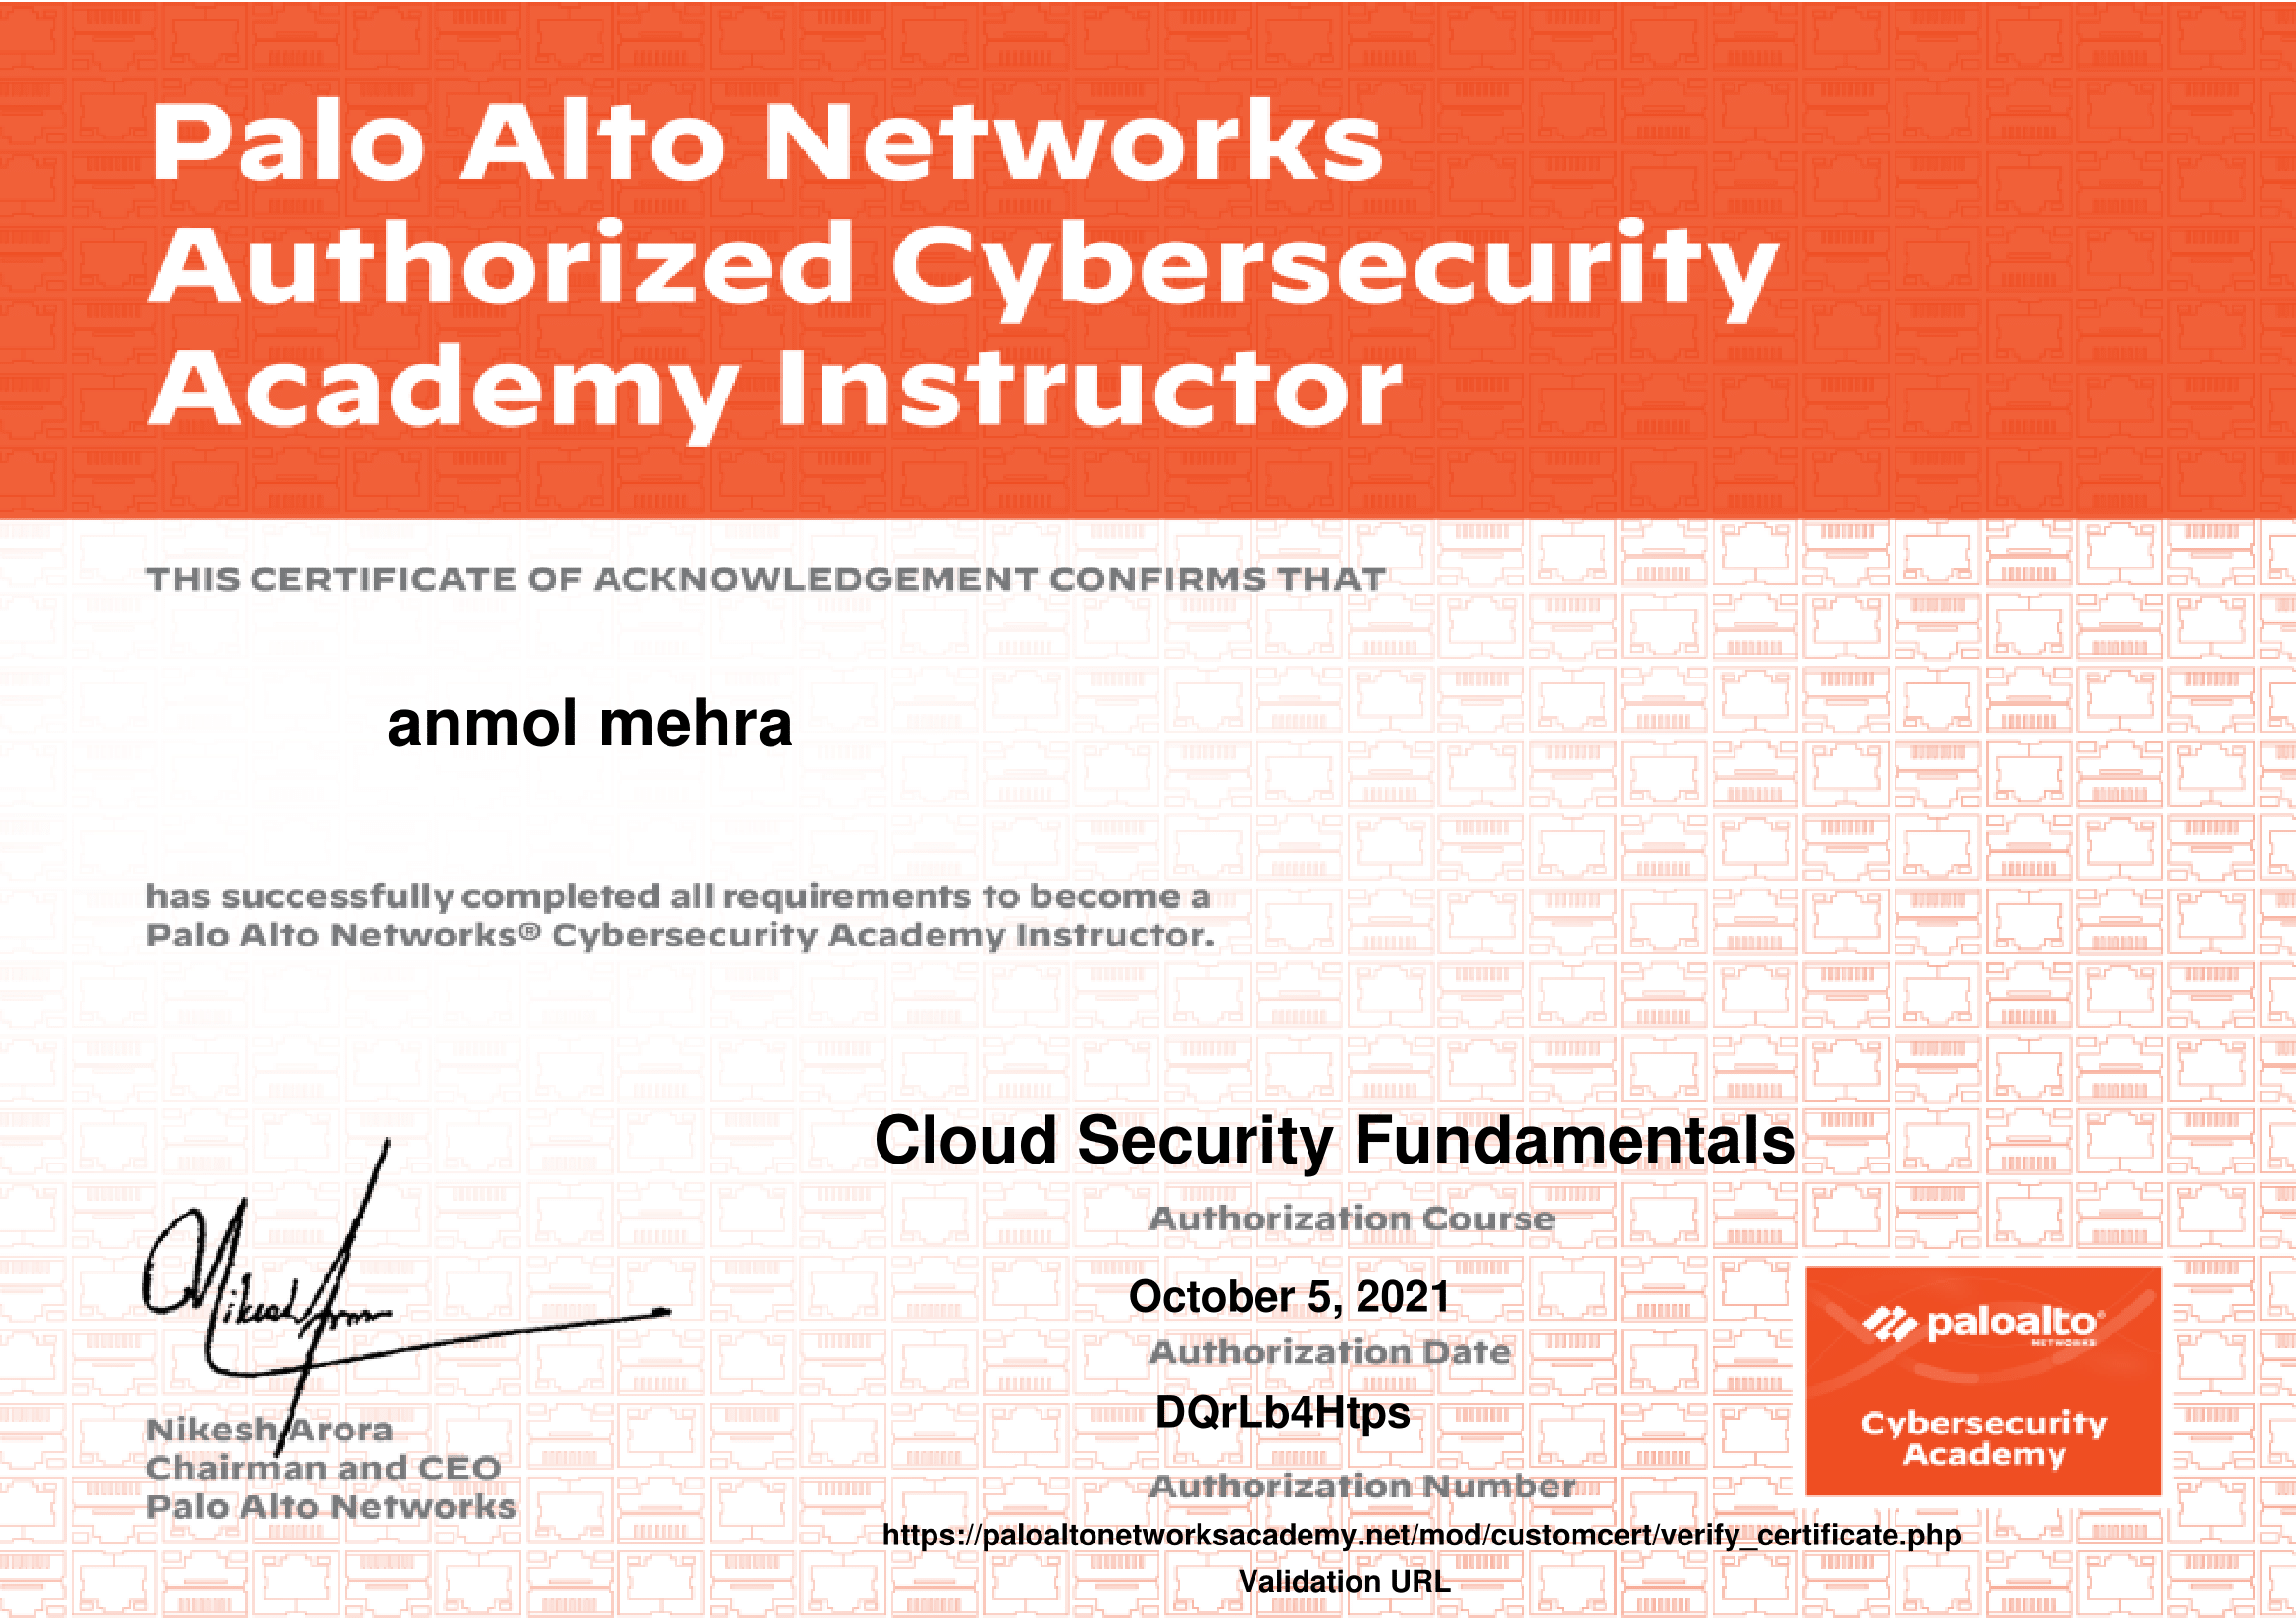 Palo Alto Networks
Authorized Cybersecurity
Academy Instructor
THIS CERTIFICATE OF ACKNOWLEDGEMENT CONFIRMS THAT
anmol mehra
has successfully completed all requirements to become a
Palo Alto Networks® Cybersecurity Academy Instructor.
Cloud Security Fundamentals
Authorization Course
October 5, 2021
Authorization Date
DQrLb4Htps
Authorization Number
https://paloaltonetworksacademy.net/mod/customcert/verify_certificate.php
Validation URL
Nikesh Arora
Nikesh Arora
Chairman and CEO
Palo Alto Networks
paloalto®
NETWORKS
Cybersecurity
Academy